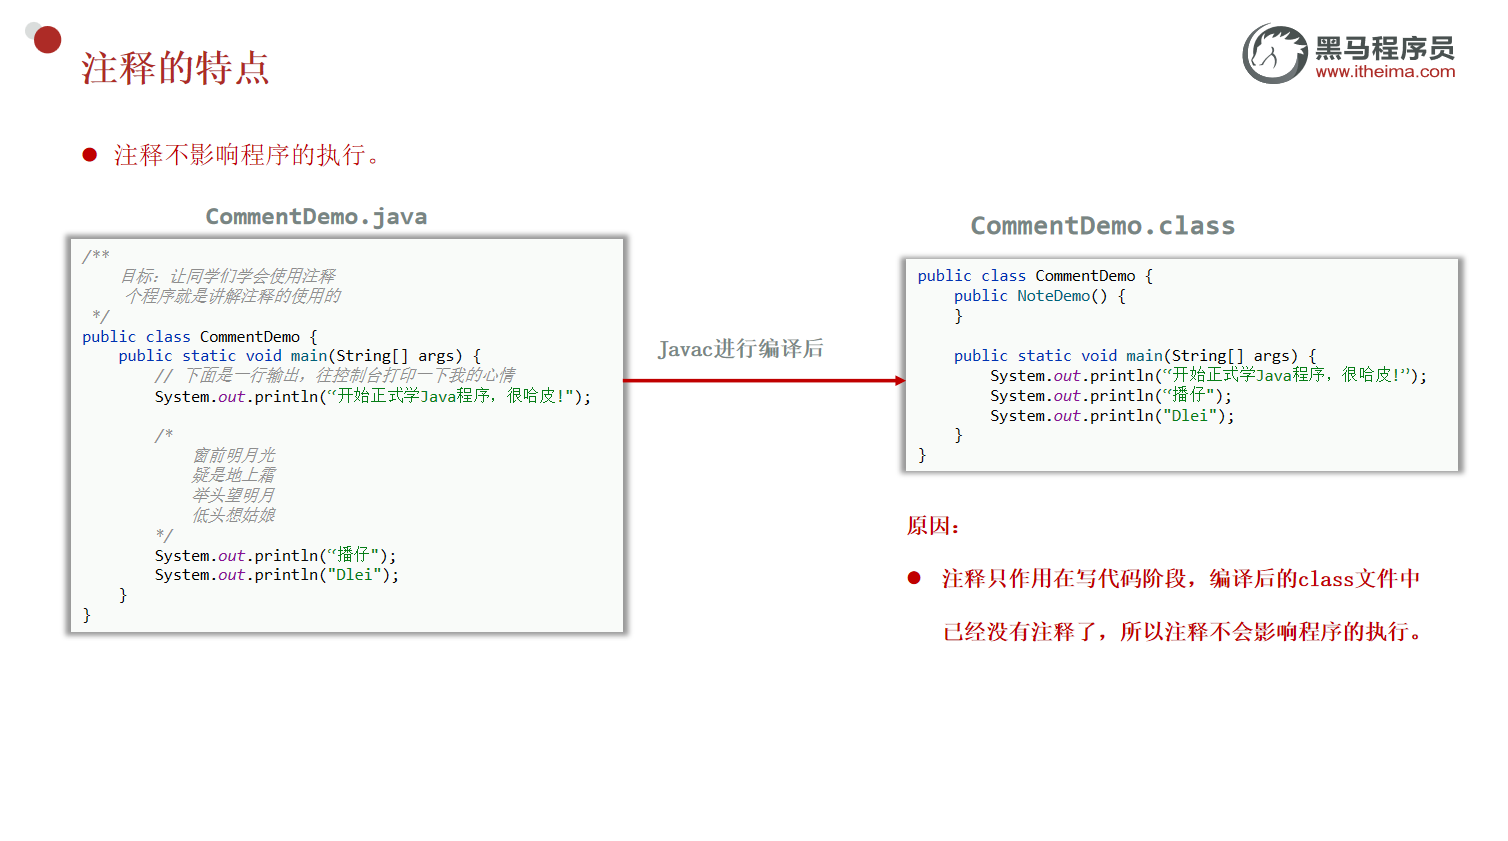 注释的特点
黑马程序员
www.itheima.com
注释不影响程序的执行。
CommentDemo.java
/**
目标：让同学们学会使用注释
个程序就是讲解注释的使用的
*/
public class CommentDemo {
public static void main(String[] args) {
// 下面是一行输出，往控制台打印一下我的心情
System.out.println(“开始正式学Java程序，很哈皮!");
/*
窗前明月光
疑是地上霜
举头望明月
低头想姑娘
*/
System.out.println(“播仔");
System.out.println("Dlei");
}
}
Javac进行编译后
CommentDemo.class
public class CommentDemo {
public NoteDemo() {
}
public static void main(String[] args) {
System.out.println(“开始正式学Java程序，很哈皮!”);
System.out.println(“播仔");
System.out.println("Dlei");
}
}
原因：
注释只作用在写代码阶段，编译后的class文件中
已经没有注释了，所以注释不会影响程序的执行。